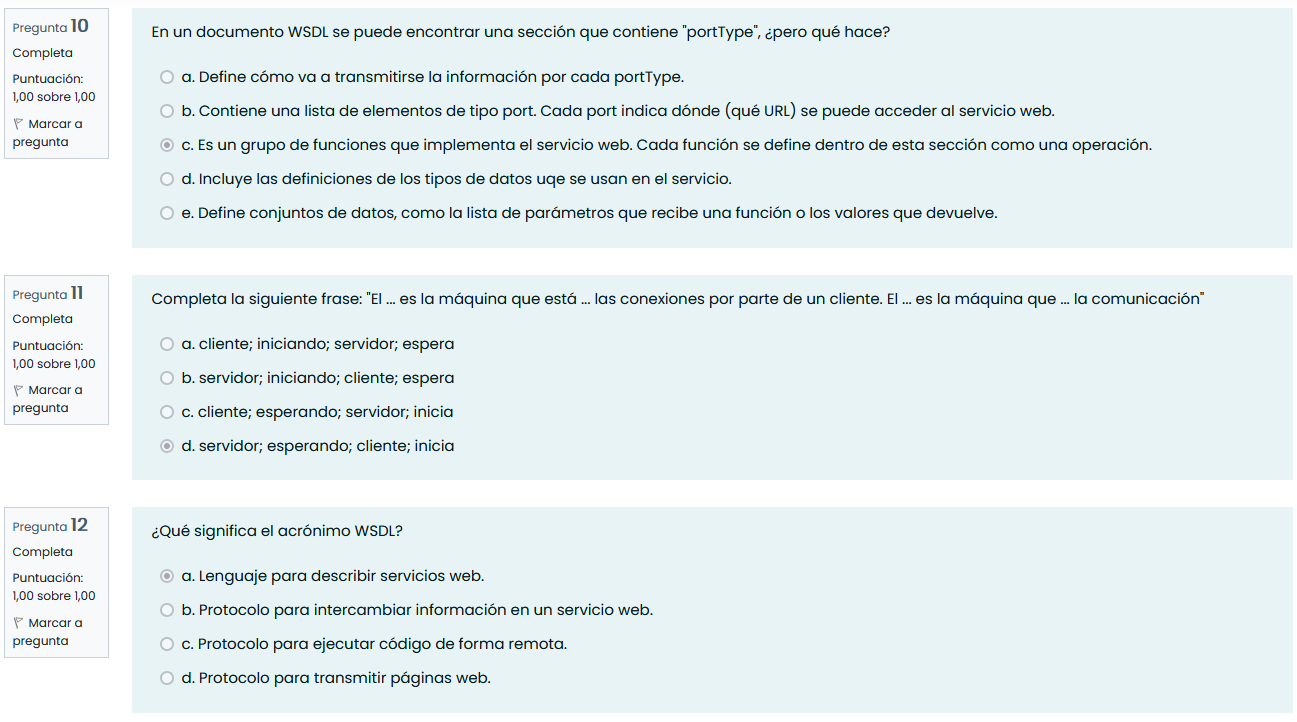 Pregunta 10
Completa
Puntuación:
1,00 sobre 1,00
Marcar a
pregunta
En un documento WSDL se puede encontrar una sección que contiene "portType", ¿pero qué hace?
a. Define cómo va a transmitirse la información por cada portType.
b. Contiene una lista de elementos de tipo port. Cada port indica dónde (qué URL) se puede acceder al servicio web.
c. Es un grupo de funciones que implementa el servicio web. Cada función se define dentro de esta sección como una operación.
d. Incluye las definiciones de los tipos de datos uqe se usan en el servicio.
e. Define conjuntos de datos, como la lista de parámetros que recibe una función o los valores que devuelve.
Pregunta 11
Completa
Puntuación:
1,00 sobre 1,00
Marcar a
pregunta
Completa la siguiente frase: "El ... es la máquina que está ... las conexiones por parte de un cliente. El ... es la máquina que ... la comunicación"
a. cliente; iniciando; servidor; espera
b. servidor; iniciando; cliente; espera
c. cliente; esperando; servidor; inicia
d. servidor; esperando; cliente; inicia
Pregunta 12
Completa
Puntuación:
1,00 sobre 1,00
Marcar a
pregunta
¿Qué significa el acrónimo WSDL?
a. Lenguaje para describir servicios web.
b. Protocolo para intercambiar información en un servicio web.
c. Protocolo para ejecutar código de forma remota.
d. Protocolo para transmitir páginas web.